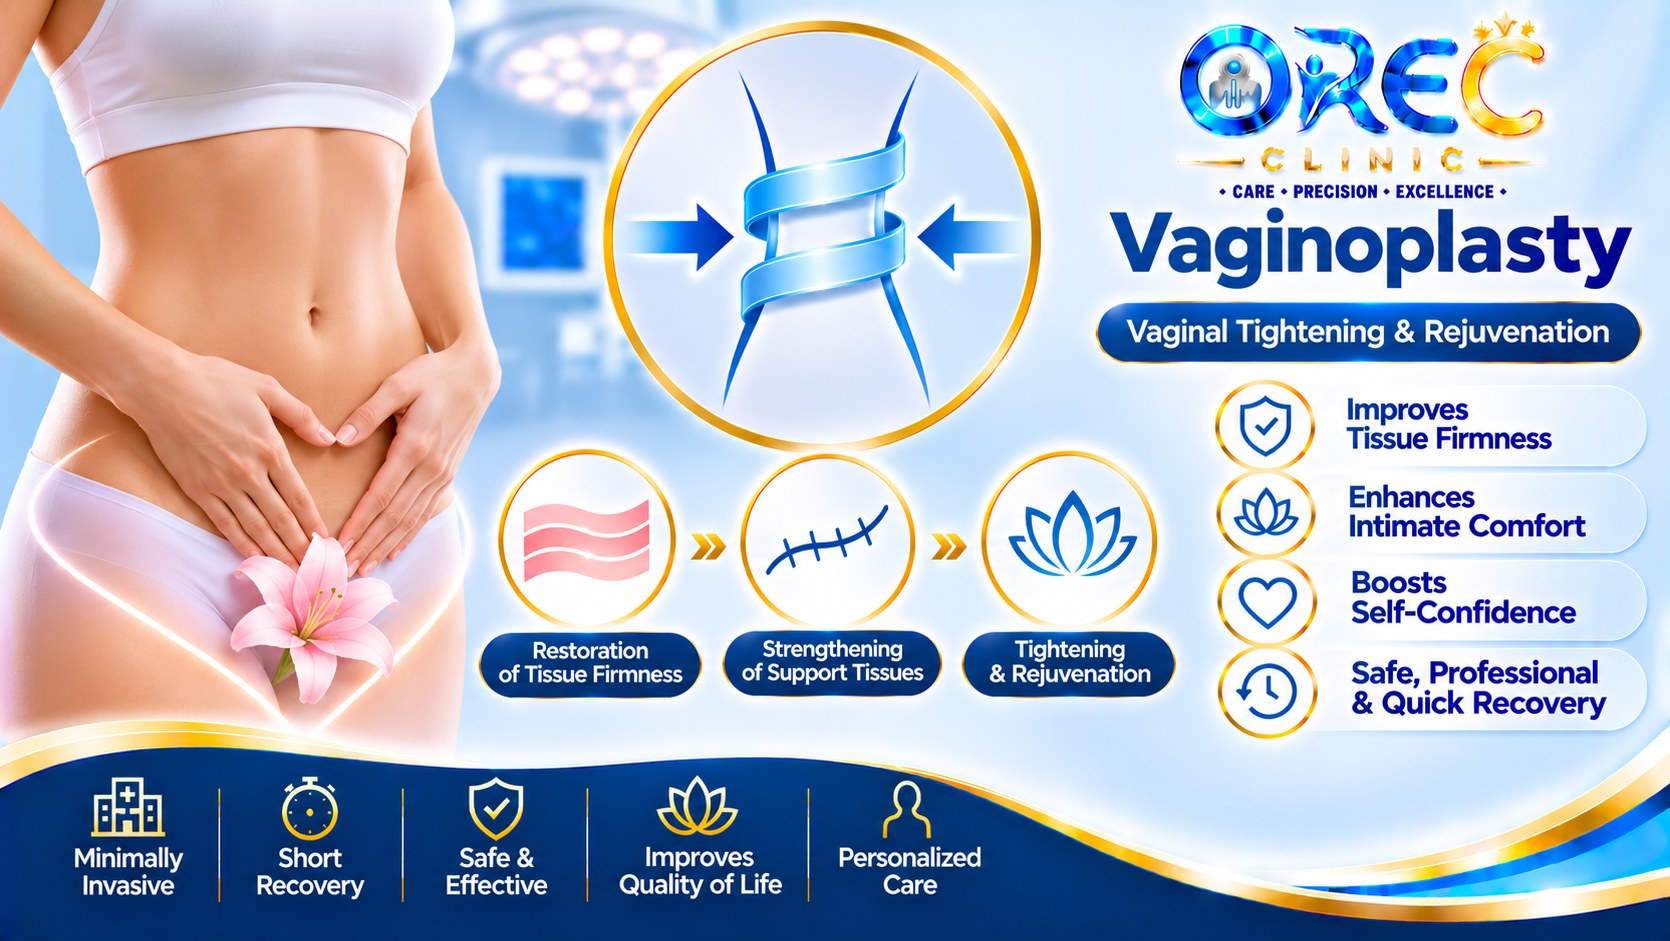 OREC
CLINIC
• CARE • PRECISION • EXCELLENCE •
Vaginoplasty
Vaginal Tightening & Rejuvenation
Improves
Tissue Firmness
Enhances
Intimate Comfort
Boosts
Self-Confidence
Safe, Professional
& Quick Recovery
Restoration
of Tissue Firmness
Strengthening
of Support Tissues
Tightening
& Rejuvenation
Minimally
Invasive
Short
Recovery
Safe &
Effective
Improves
Quality of Life
Personalized
Care